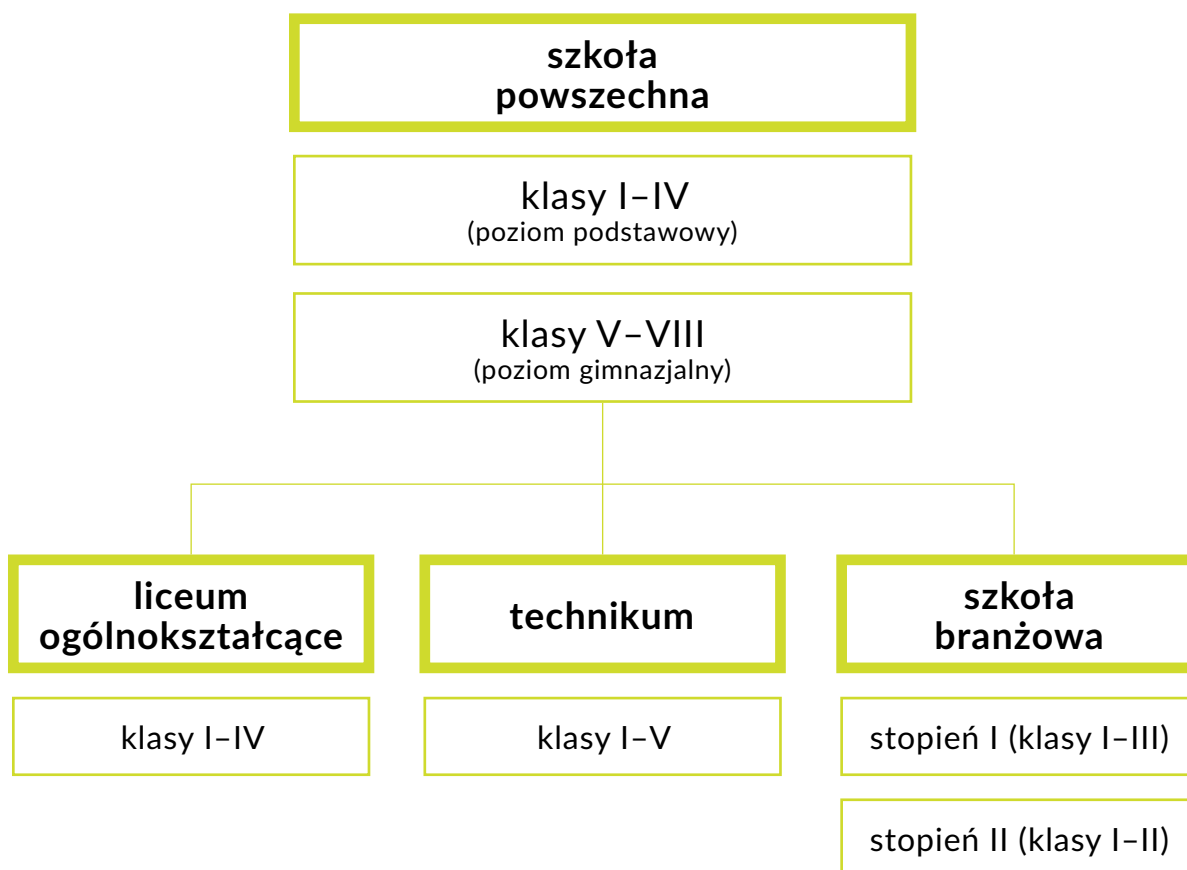 szkoła
powszechna
klasy I–IV
(poziom podstawowy)
klasy V–VIII
(poziom gimnazjalny)
liceum
ogólnokształcące
klasy I–IV
technikum
klasy I–V
szkoła
branżowa
stopień I (klasy I–III)
stopień II (klasy I–II)